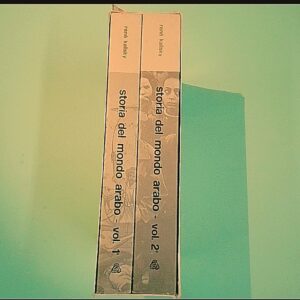 rené kalisky
storia del mondo arabo - vol. 1
rené kalisky
storia del mondo arabo - vol. 2